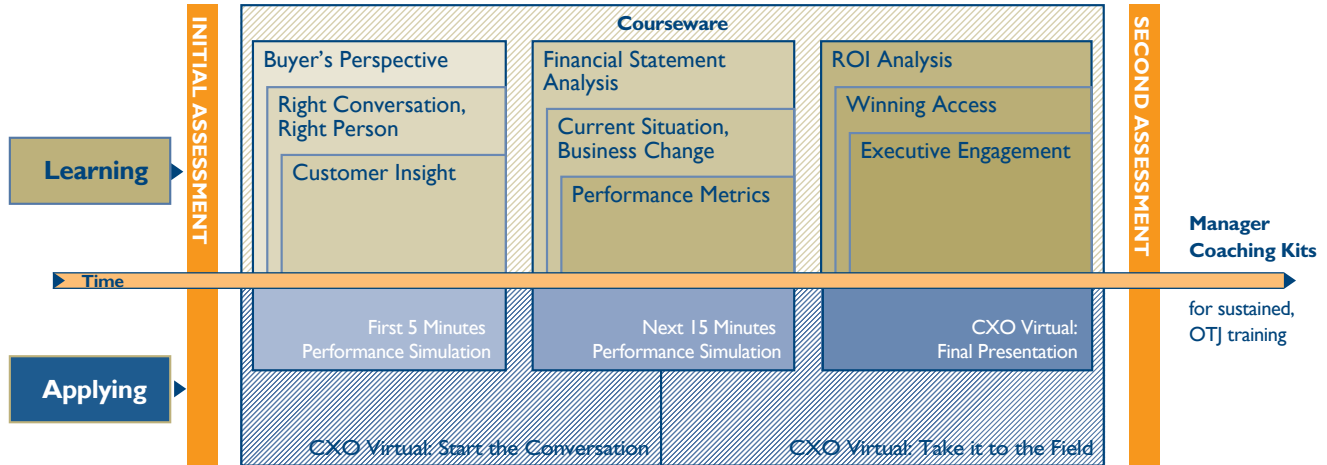 Courseware
INITIAL ASSESSMENT
SECOND ASSESSMENT
Learning
Buyer's Perspective
Right Conversation,
Right Person
Customer Insight
Financial Statement
Analysis
Current Situation,
Business Change
Performance Metrics
ROI Analysis
Winning Access
Executive Engagement
Time
Manager
Coaching Kits
for sustained,
OTJ training
Applying
First 5 Minutes
Performance Simulation
Next 15 Minutes
Performance Simulation
CXO Virtual:
Final Presentation
CXO Virtual: Start the Conversation
CXO Virtual: Take it to the Field